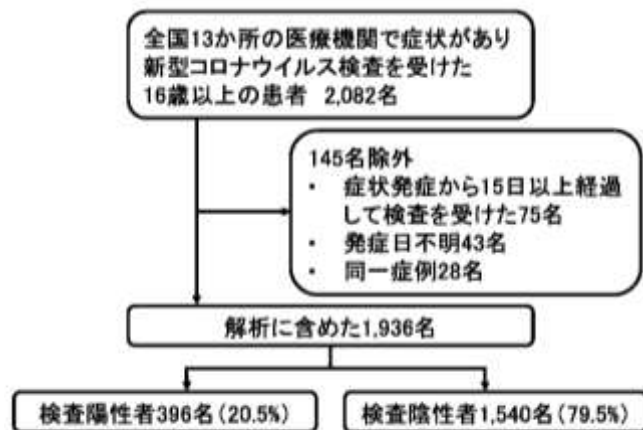 全国13か所の医療機関で症状があり
新型コロナウイルス検査を受けた
16歳以上の患者 2,082名
145名除外
・ 症状発症から15日以上経過
して検査を受けた75名
・ 発症日不明43名
・ 同一症例28名
解析に含めた1,936名
検査陽性者396名(20.5%)
検査陰性者1,540名(79.5%)